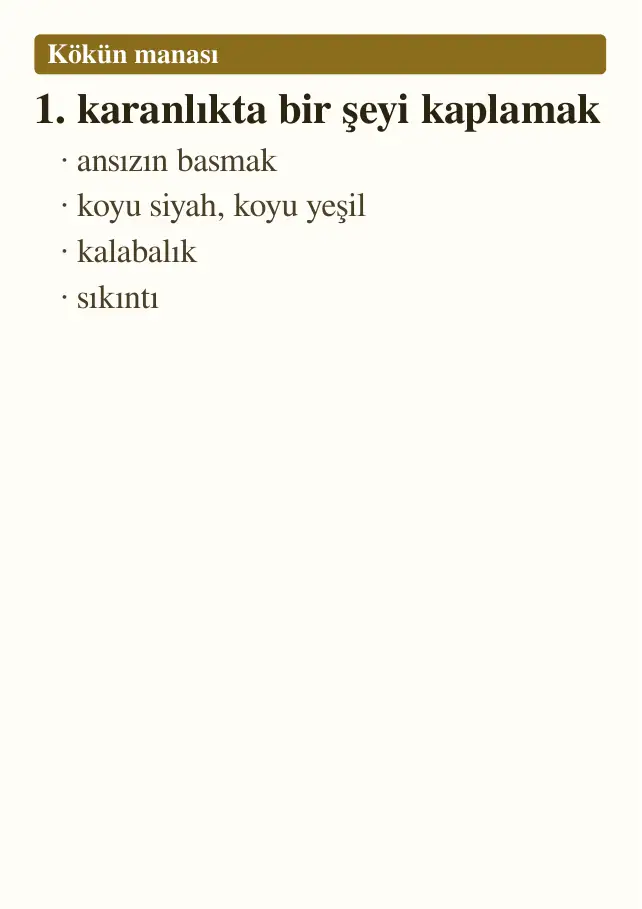 Kökün manası
1. karanlıkta bir şeyi kaplamak
· ansızın basmak
· koyu siyah, koyu yeşil
· kalabalık
· sıkıntı